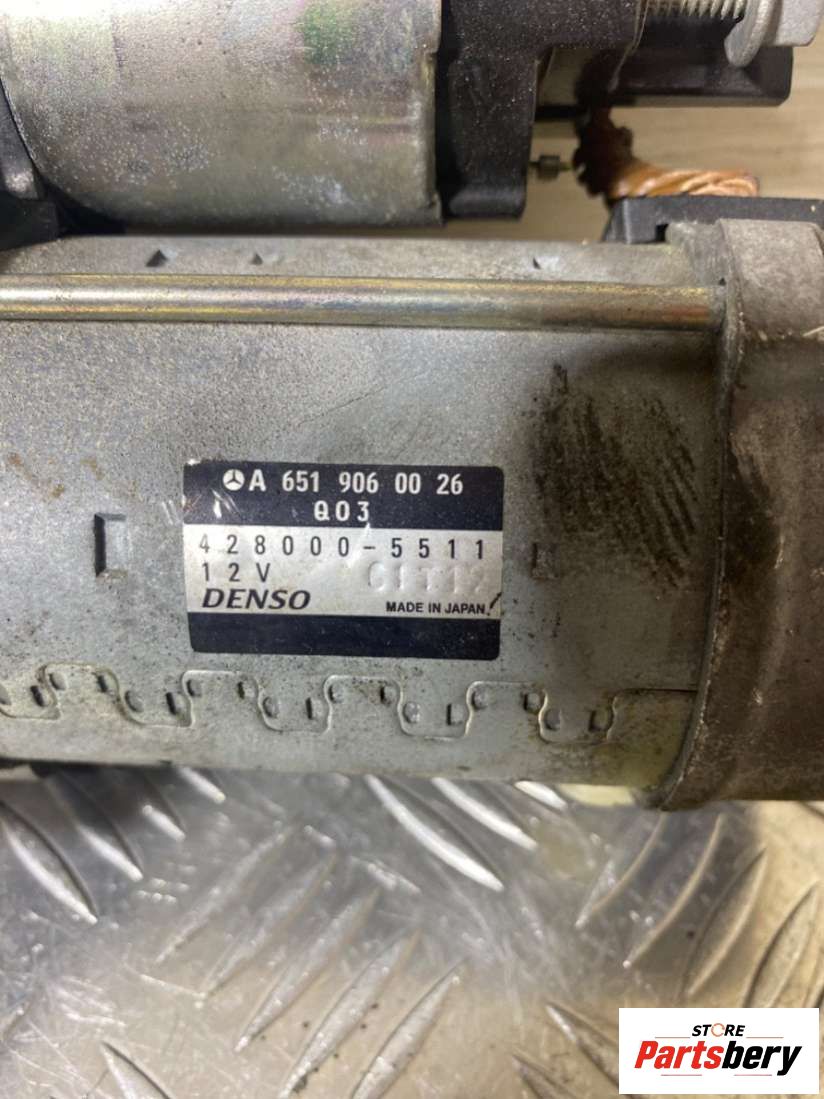 A 651 906 00 26
Q03
428000-5511
12V
DENSO MADE IN JAPAN
STORE
Partsbery